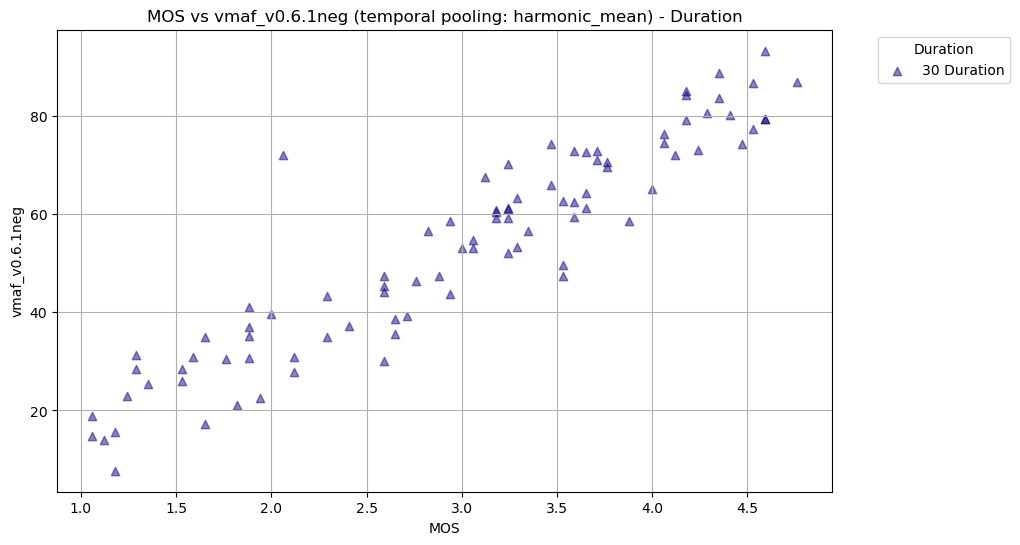 MOS vs vmaf_v0.6.1neg (temporal pooling: harmonic_mean) - Duration
Duration
30 Duration
vmaf_v0.6.1neg
80
60
40
20
1.0 1.5 2.0 2.5 3.0 3.5 4.0 4.5
MOS